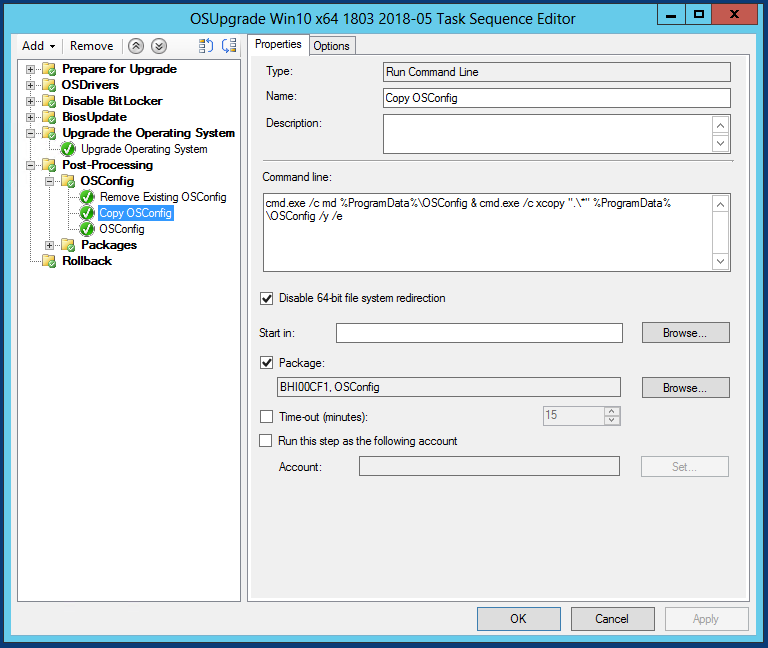 OSUpgrade Win10 x64 1803 2018-05 Task Sequence Editor
Add
Remove
Prepare for Upgrade
OSDrivers
Disable BitLocker
BiosUpdate
Upgrade the Operating System
Upgrade Operating System
Post-Processing
OSConfig
Remove Existing OSConfig
Copy OSConfig
OSConfig
Packages
Rollback
Properties
Options
Type:
Run Command Line
Name:
Copy OSConfig
Description:
Command line:
cmd.exe /c md %ProgramData%\OSConfig & cmd.exe /c xcopy ".\*" %ProgramData%
\OSConfig /y /e
Disable 64-bit file system redirection
Start in:
Browse...
Package:
BHI00CF1, OSConfig
Browse...
Time-out (minutes):
15
Run this step as the following account
Account:
Set...
OK
Cancel
Apply